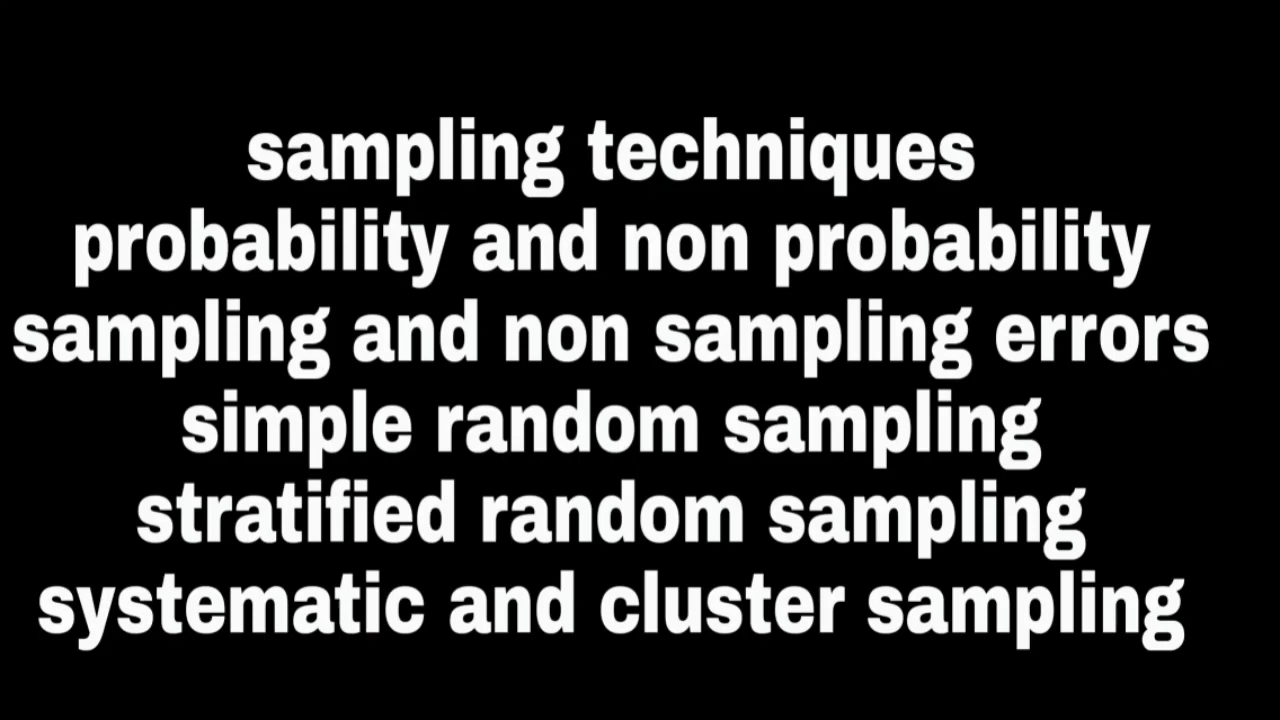 sampling techniques
probability and non probability
sampling and non sampling errors
simple random sampling
stratified random sampling
systematic and cluster sampling